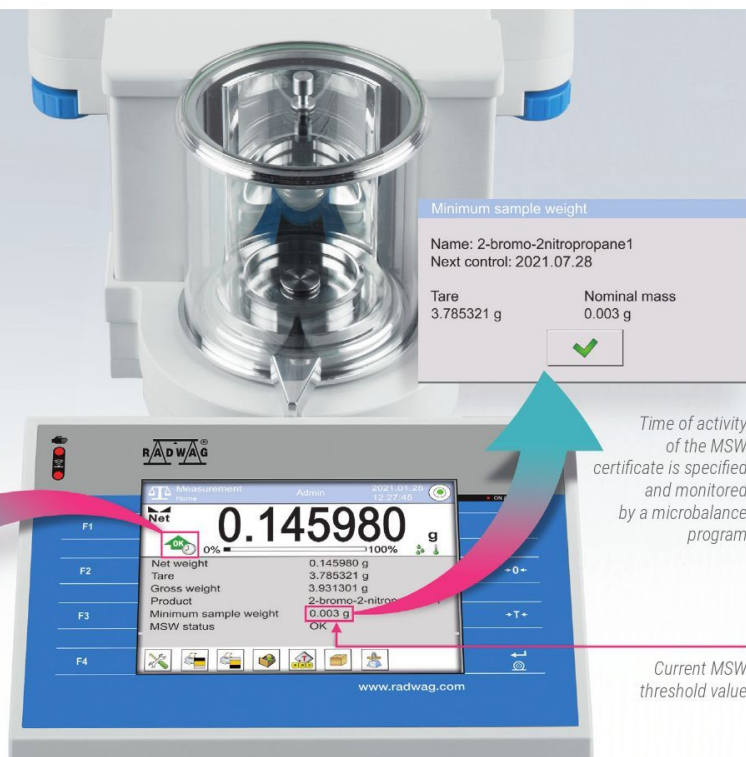 Minimum sample weight
Name: 2-bromo-2nitropropane1
Next control: 2021.07.28
Tare Nominal mass
3.785321 g 0.003 g
Time of activity
of the MSW
certificate is specified
and monitored
by a microbalance
program
RADWAG®
Measurement
Home
Admin
2021.01.28
12:27:45
Net
0.145980 g
OK
0% 100%
Net weight 0.145980 g
Tare 3.785321 g
Gross weight 3.931301 g
Product 2-bromo-2-nitrop
Minimum sample weight 0.003 g
MSW status OK
F1
F2
F3
F4
→0←
→T←
ON
www.radwag.com
Current MSW
threshold value